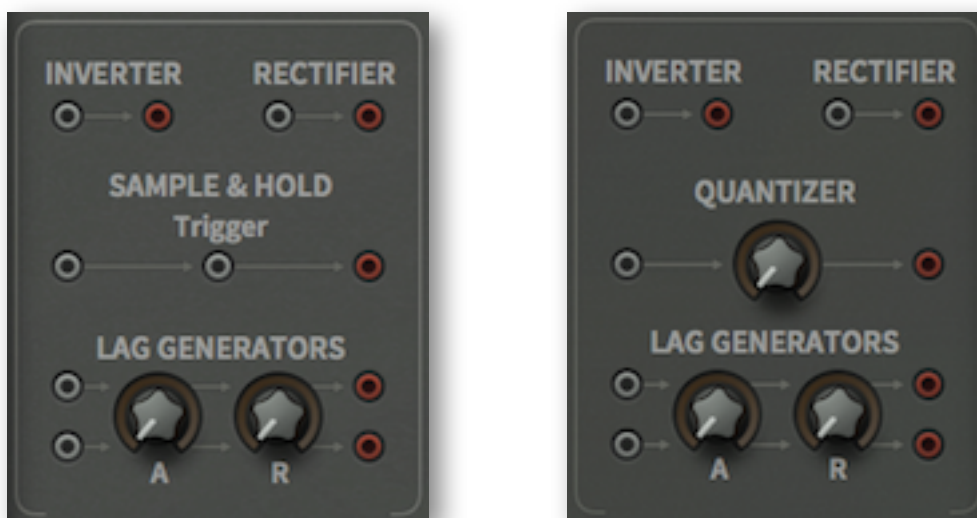 INVERTER RECTIFIER
SAMPLE & HOLD
Trigger
LAG GENERATORS
A R
INVERTER RECTIFIER
QUANTIZER
LAG GENERATORS
A R